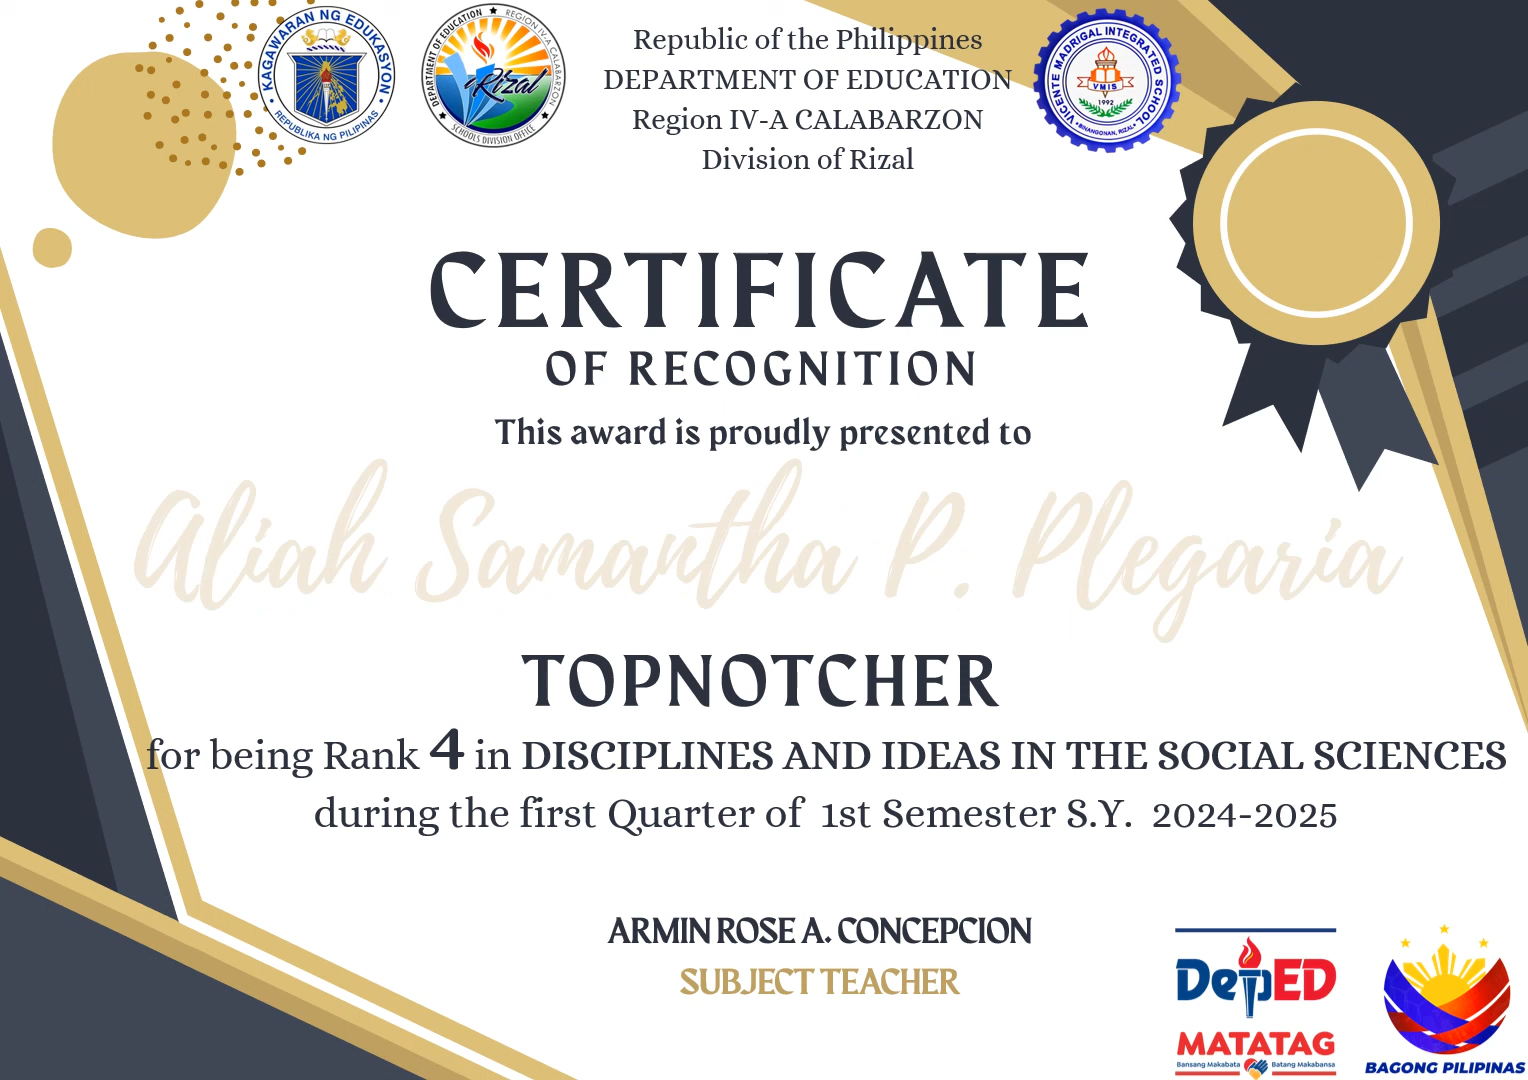 KAGAWARAN NG EDUKASYON
REPUBLIKA NG PILIPINAS
DEPARTMENT OF EDUCATION
REGION IV-A CALABARZON
Rizal
SCHOOLS DIVISION OFFICE
Republic of the Philippines
DEPARTMENT OF EDUCATION
Region IV-A CALABARZON
Division of Rizal
VICENTE MADRIGAL INTEGRATED SCHOOL
VMIS
1992
BINANGONAN, RIZAL
CERTIFICATE
OF RECOGNITION
This award is proudly presented to
Aliah Samantha P. Plegaria
TOPNOTCHER
for being Rank 4 in DISCIPLINES AND IDEAS IN THE SOCIAL SCIENCES
during the first Quarter of 1st Semester S.Y. 2024-2025
ARMIN ROSE A. CONCEPCION
SUBJECT TEACHER
DepED
MATATAG
Bansang Makabata Batang Makabansa
BAGONG PILIPINAS